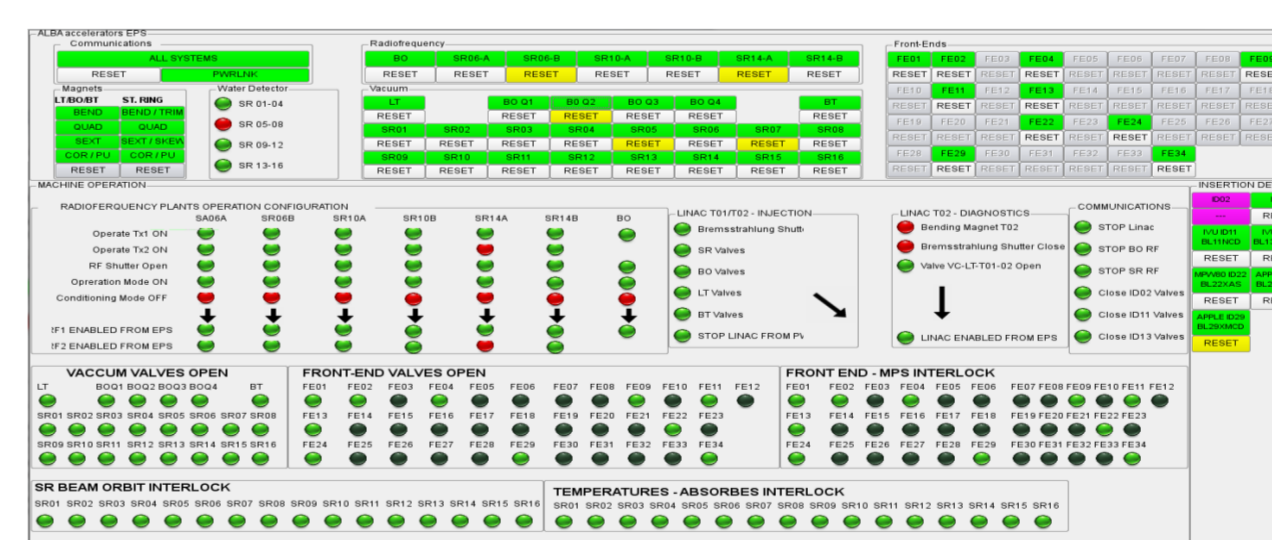 ALBA accelerators EPS
Communications
ALL SYSTEMS
RESET PWRLNK
Magnets
LT/BO/BT ST. RING
BEND BEND / TRIM
QUAD QUAD
SEXT SEXT / SKEW
COR / PU COR / PU
RESET RESET
Water Detector
SR 01-04
SR 05-08
SR 09-12
SR 13-16
Radiofrequency
BO SR06-A SR06-B SR10-A SR10-B SR14-A SR14-B
RESET RESET RESET RESET RESET RESET RESET
Vacuum
LT BO Q1 BO Q2 BO Q3 BO Q4 BT
RESET RESET RESET RESET RESET RESET
SR01 SR02 SR03 SR04 SR05 SR06 SR07 SR08
RESET RESET RESET RESET RESET RESET RESET RESET
SR09 SR10 SR11 SR12 SR13 SR14 SR15 SR16
RESET RESET RESET RESET RESET RESET RESET RESET
Front-Ends
FE01 FE02 FE03 FE04 FE05 FE06 FE07 FE08 FE09
RESET RESET RESET RESET RESET RESET RESET RESET RESE
FE10 FE11 FE12 FE13 FE14 FE15 FE16 FE17 FE18
RESET RESET RESET RESET RESET RESET RESET RESET RESE
FE19 FE20 FE21 FE22 FE23 FE24 FE25 FE26 FE27
RESET RESET RESET RESET RESET RESET RESET RESET RESE
FE28 FE29 FE30 FE31 FE32 FE33 FE34
RESET RESET RESET RESET RESET RESET RESET
MACHINE OPERATION
RADIOFERQUENCY PLANTS OPERATION CONFIGURATION
SA06A SR06B SR10A SR10B SR14A SR14B BO
Operate Tx1 ON
Operate Tx2 ON
RF Shutter Open
Opreration Mode ON
Conditioning Mode OFF
RF1 ENABLED FROM EPS
RF2 ENABLED FROM EPS
LINAC T01/T02 - INJECTION
Bremsstrahlung Shutt
SR Valves
BO Valves
LT Valves
BT Valves
STOP LINAC FROM
LINAC T02 - DIAGNOSTICS
Bending Magnet T02
Bremsstrahlung Shutter Close
Valve VC-LT-T01-02 Open
LINAC ENABLED FROM EPS
COMMUNICATIONS
STOP Linac
STOP BO RF
STOP SR RF
Close ID02 Valves
Close ID11 Valves
Close ID13 Valves
INSERTION DE
ID02
---
IVU ID11
BL11NCD
RESET
MPW80 ID22
BL22XAS
RESET
APPLE ID29
BL29XMCD
RESET
VACCUM VALVES OPEN
LT BOQ1 BOQ2 BOQ3 BOQ4 BT
SR01 SR02 SR03 SR04 SR05 SR06 SR07 SR08
SR09 SR10 SR11 SR12 SR13 SR14 SR15 SR16
FRONT-END VALVES OPEN
FE01 FE02 FE03 FE04 FE05 FE06 FE07 FE08 FE09 FE10 FE11 FE12
FE13 FE14 FE15 FE16 FE17 FE18 FE19 FE20 FE21 FE22 FE23
FE24 FE25 FE26 FE27 FE28 FE29 FE30 FE31 FE32 FE33 FE34
FRONT END - MPS INTERLOCK
FE01 FE02 FE03 FE04 FE05 FE06 FE07 FE08 FE09 FE10 FE11 FE12
FE13 FE14 FE15 FE16 FE17 FE18 FE19 FE20 FE21 FE22 FE23
FE24 FE25 FE26 FE27 FE28 FE29 FE30 FE31 FE32 FE33 FE34
SR BEAM ORBIT INTERLOCK
SR01 SR02 SR03 SR04 SR05 SR06 SR07 SR08 SR09 SR10 SR11 SR12 SR13 SR14 SR15 SR16
TEMPERATURES - ABSORBES INTERLOCK
SR01 SR02 SR03 SR04 SR05 SR06 SR07 SR08 SR09 SR10 SR11 SR12 SR13 SR14 SR15 SR16